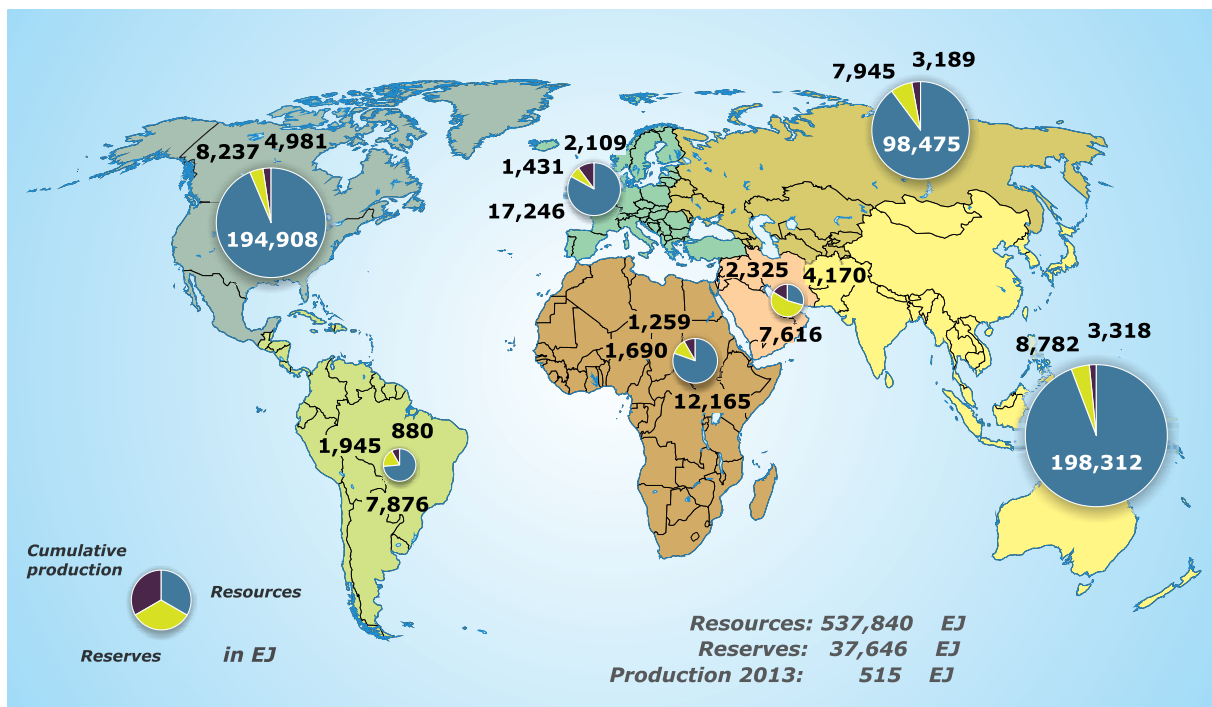 7,945
3,189
98,475
8,237
4,981
194,908
2,109
1,431
17,246
2,325
4,170
7,616
1,259
1,690
12,165
8,782
3,318
198,312
1,945
880
7,876
Cumulative
production
Resources
Reserves
in EJ
Resources: 537,840 EJ
Reserves: 37,646 EJ
Production 2013: 515 EJ